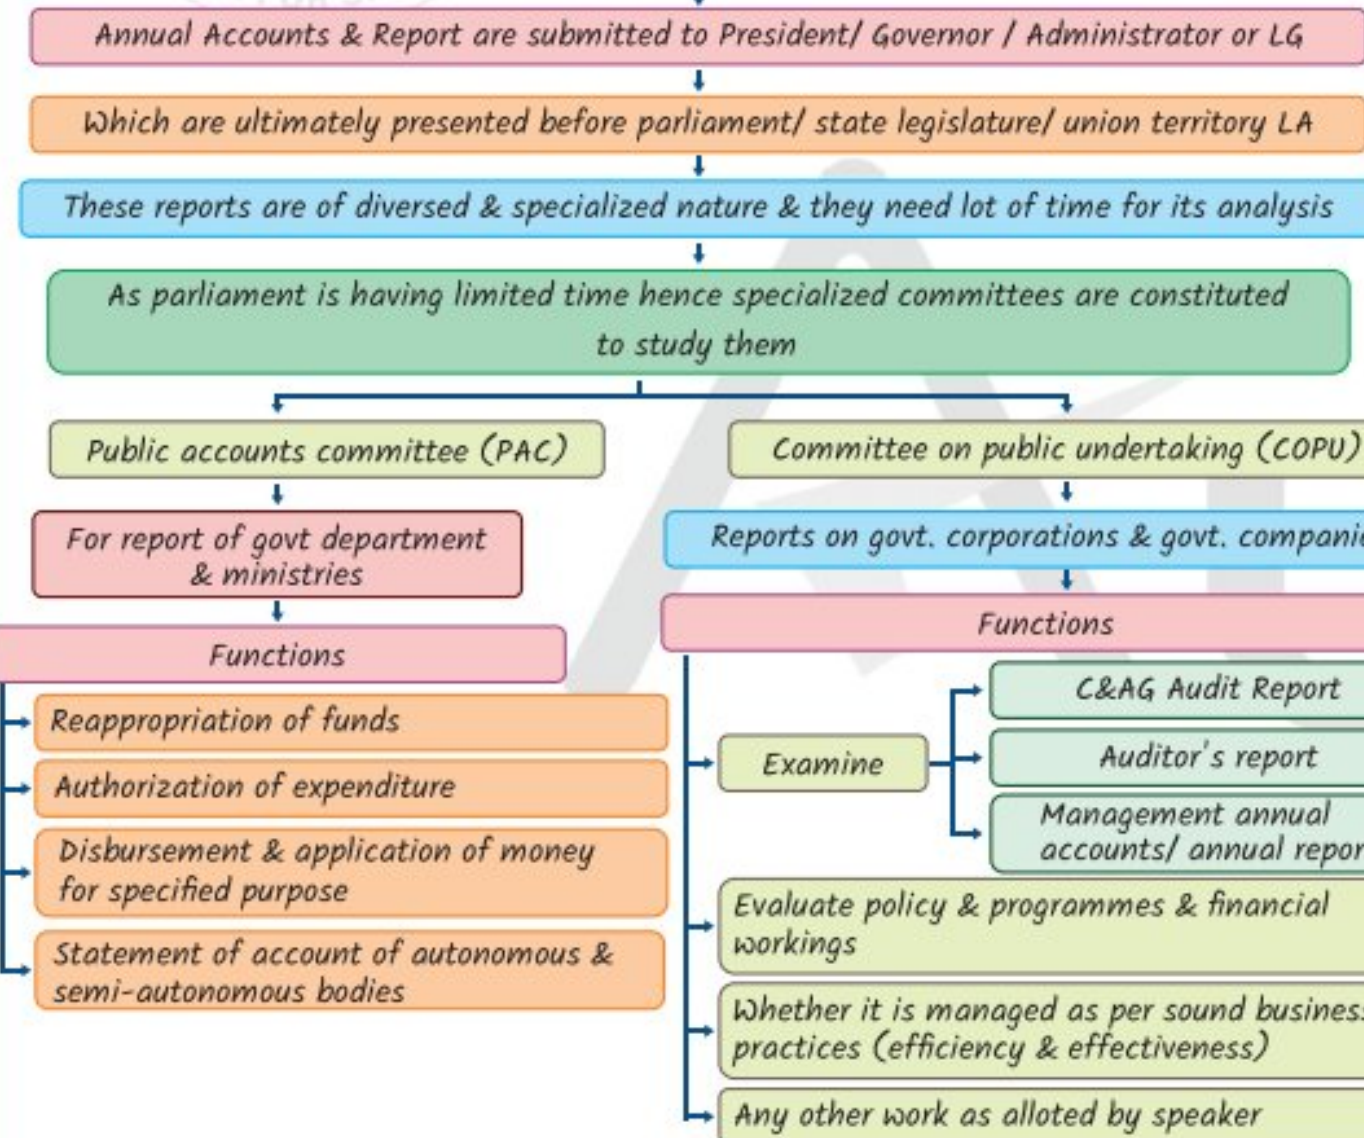 Annual Accounts & Report are submitted to President/ Governor / Administrator or LG
Which are ultimately presented before parliament/ state legislature/ union territory LA
These reports are of diversed & specialized nature & they need lot of time for its analysis
As parliament is having limited time hence specialized committees are constituted
to study them
Public accounts committee (PAC)
For report of govt department
& ministries
Functions
Reappropriation of funds
Authorization of expenditure
Disbursement & application of money
for specified purpose
Statement of account of autonomous &
semi-autonomous bodies
Committee on public undertaking (COPU)
Reports on govt. corporations & govt. companie
Functions
Examine
C&AG Audit Report
Auditor's report
Management annual
accounts/ annual repor
Evaluate policy & programmes & financial
workings
Whether it is managed as per sound business
practices (efficiency & effectiveness)
Any other work as alloted by speaker